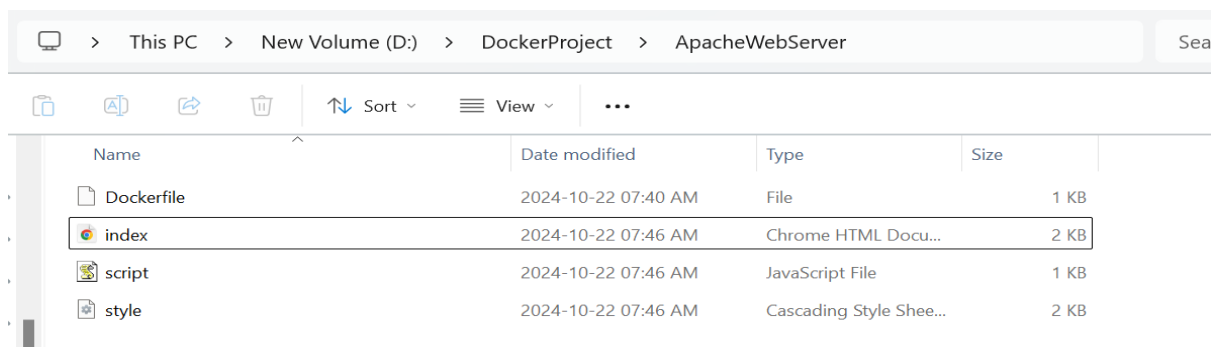 This PC > New Volume (D:) > DockerProject > ApacheWebServer Sea
Sort View
Name Date modified Type Size
Dockerfile 2024-10-22 07:40 AM File 1 KB
index 2024-10-22 07:46 AM Chrome HTML Docu... 2 KB
script 2024-10-22 07:46 AM JavaScript File 1 KB
style 2024-10-22 07:46 AM Cascading Style Shee... 2 KB